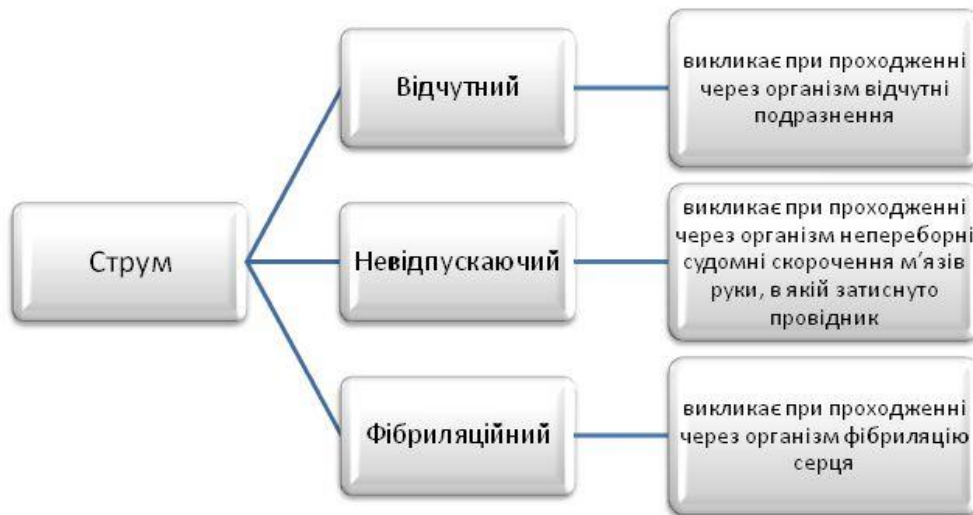 Струм
Відчутний
викликає при проходженні
через організм відчутні
подразнення
Невідпускаючий
викликає при проходженні
через організм непереборні
судомні скорочення м’язів
руки, в якій затиснуто
провідник
Фібриляційний
викликає при проходженні
через організм фібриляцію
серця